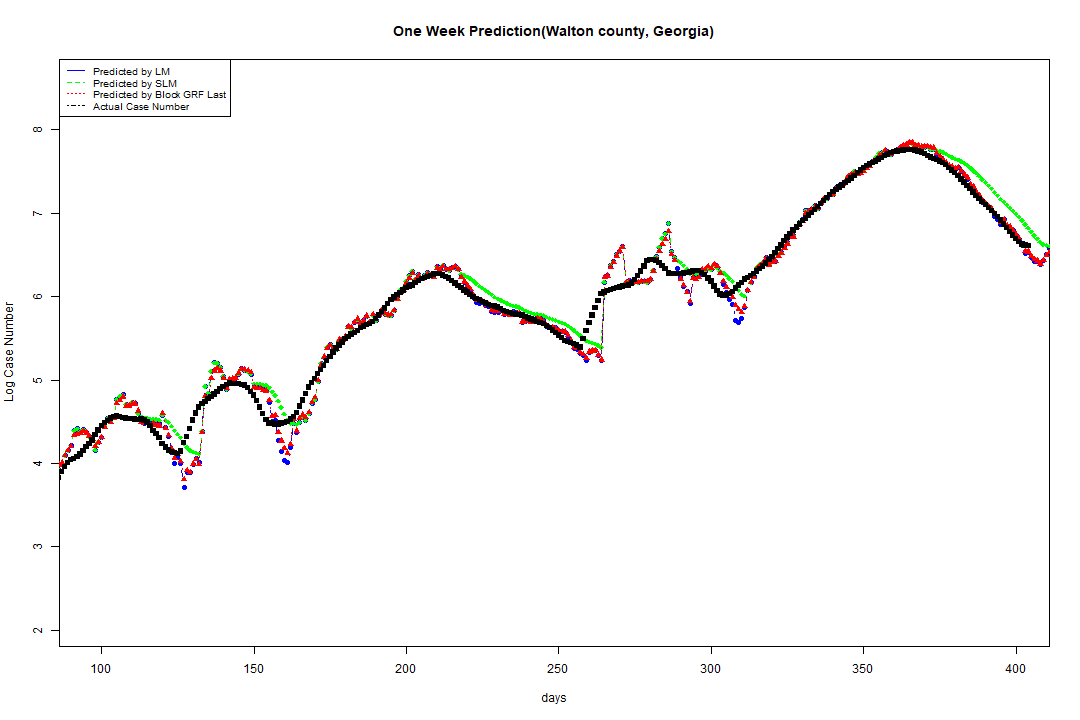 One Week Prediction(Walton county, Georgia)
Predicted by LM
Predicted by SLM
Predicted by Block GRF Last
Actual Case Number
Log Case Number
8
7
6
5
4
3
2
100 150 200 250 300 350 400
days